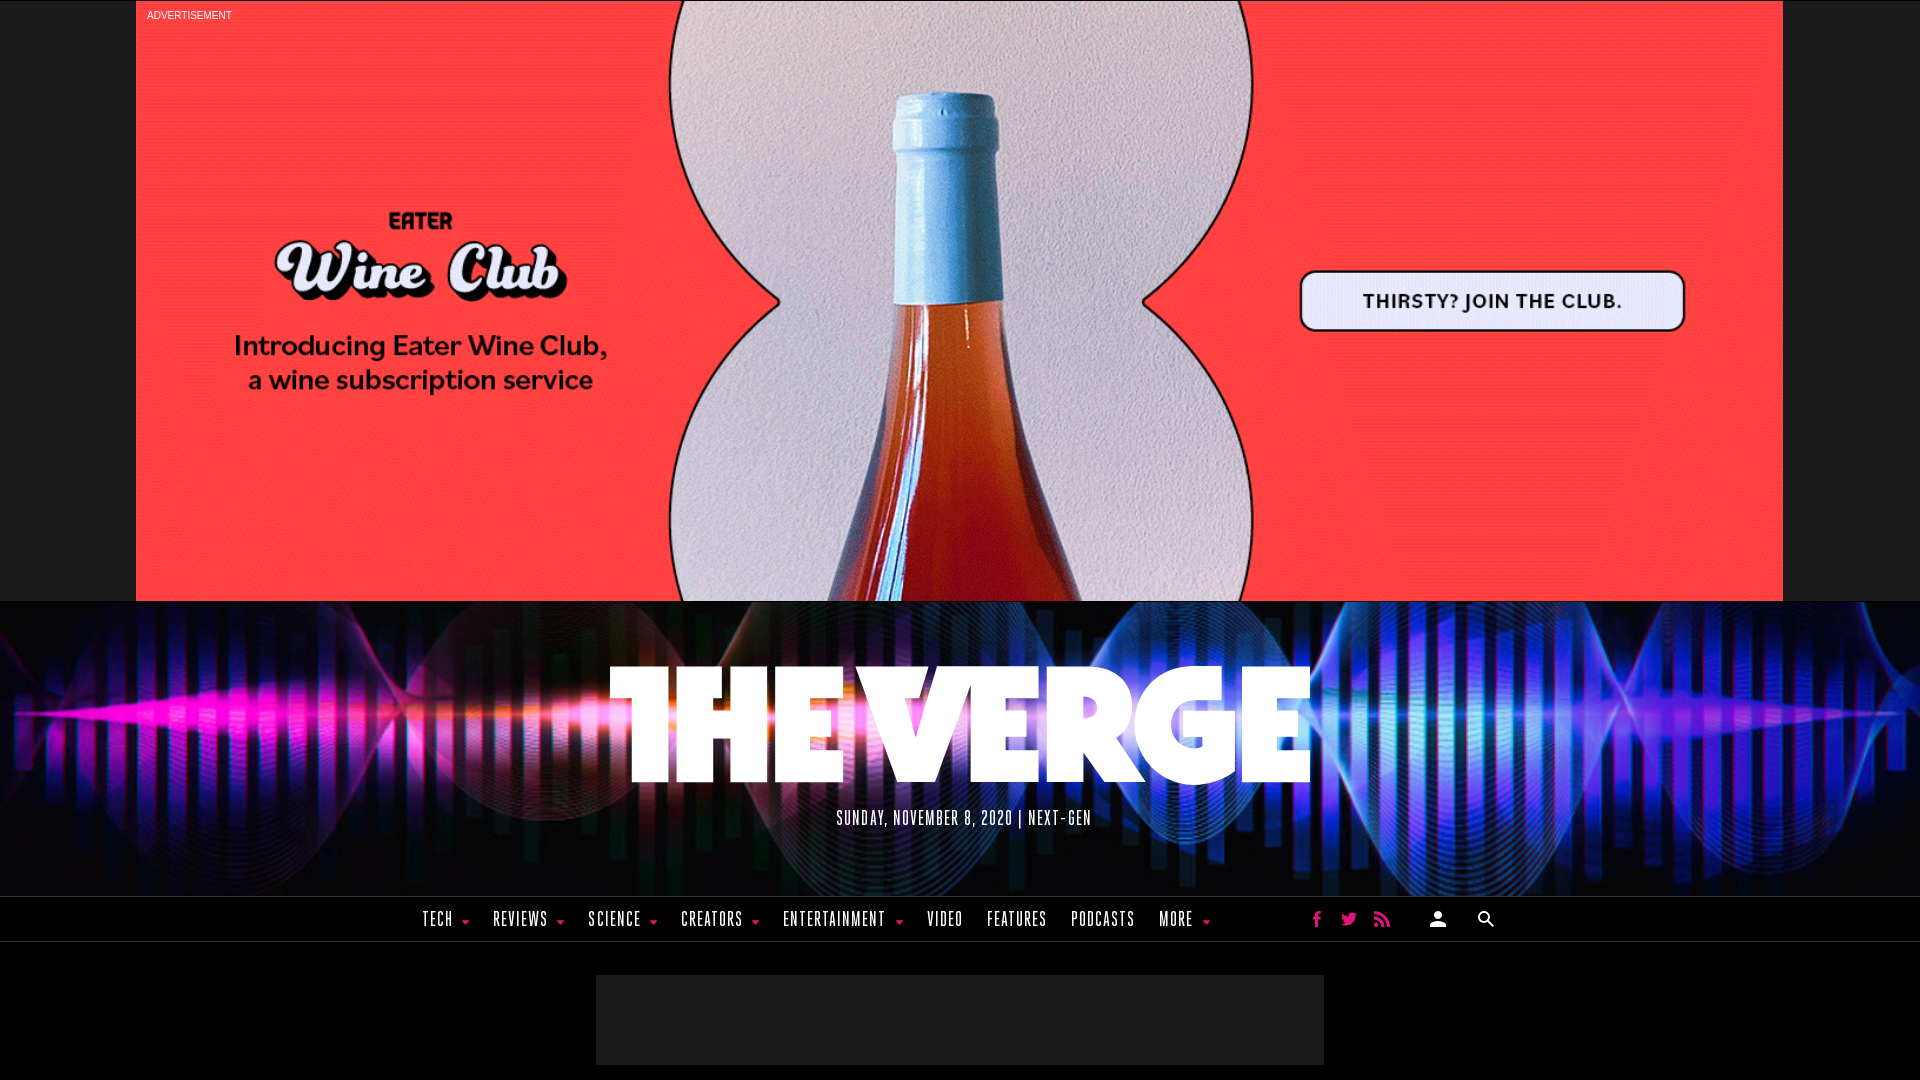 ADVERTISEMENT
EATER
Wine Club
Introducing Eater Wine Club,
a wine subscription service
THIRSTY? JOIN THE CLUB.
THE VERGE
SUNDAY, NOVEMBER 8, 2020 | NEXT-GEN
TECH REVIEWS SCIENCE CREATORS ENTERTAINMENT VIDEO FEATURES PODCASTS MORE